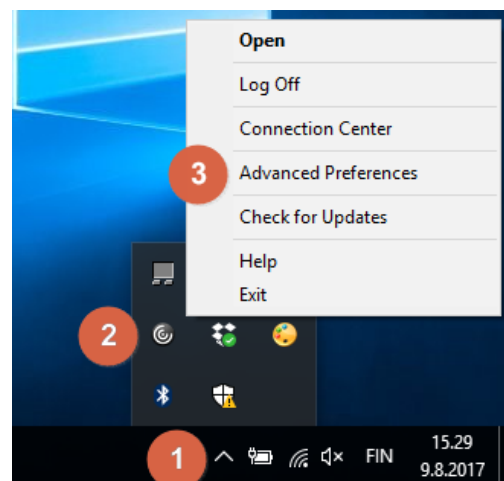 Open
Log Off
Connection Center
3 Advanced Preferences
Check for Updates
Help
Exit
2
1 FIN 15.29
9.8.2017